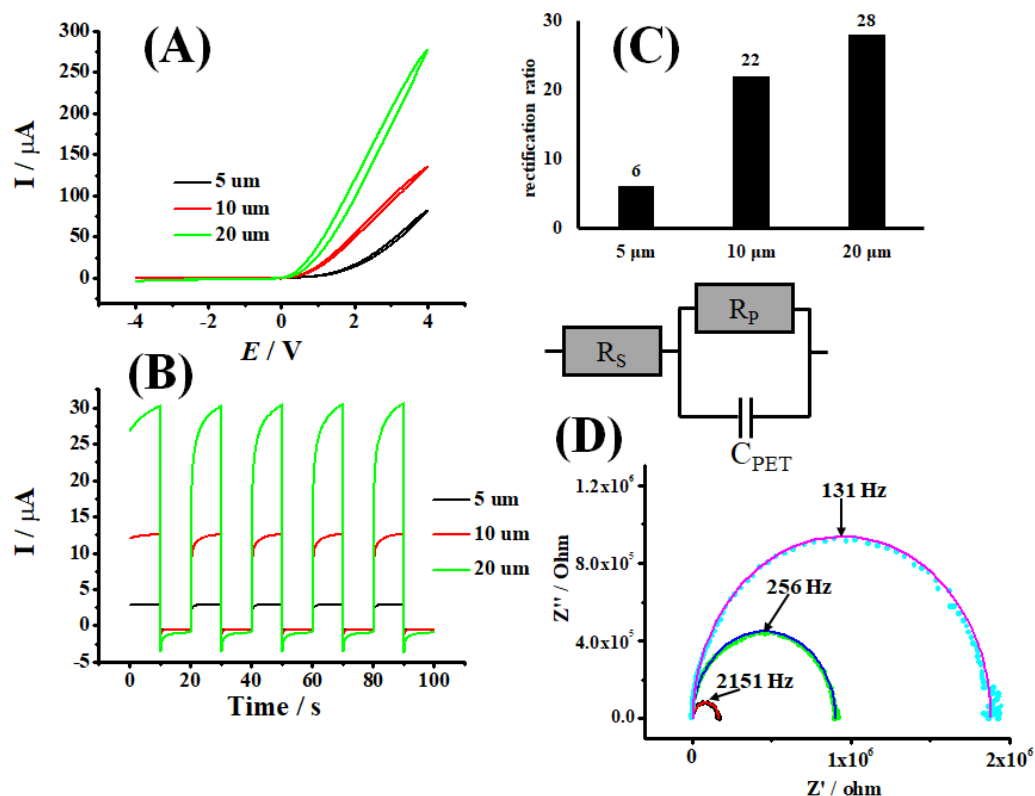 (A)
300
250
200
150
100
50
0
I / μA
5 um
10 um
20 um
-4
-2
0
2
4
E / V
(C)
30
20
10
0
rectification ratio
6
22
28
5 μm
10 μm
20 μm
R_P
R_S
C_PET
(B)
30
25
20
15
10
5
0
-5
I / μA
5 um
10 um
20 um
0
20
40
60
80
100
Time / s
(D)
1.2x10^6
8.0x10^5
4.0x10^5
0.0
Z'' / Ohm
131 Hz
256 Hz
2151 Hz
0
1x10^6
2x10^6
Z' / ohm